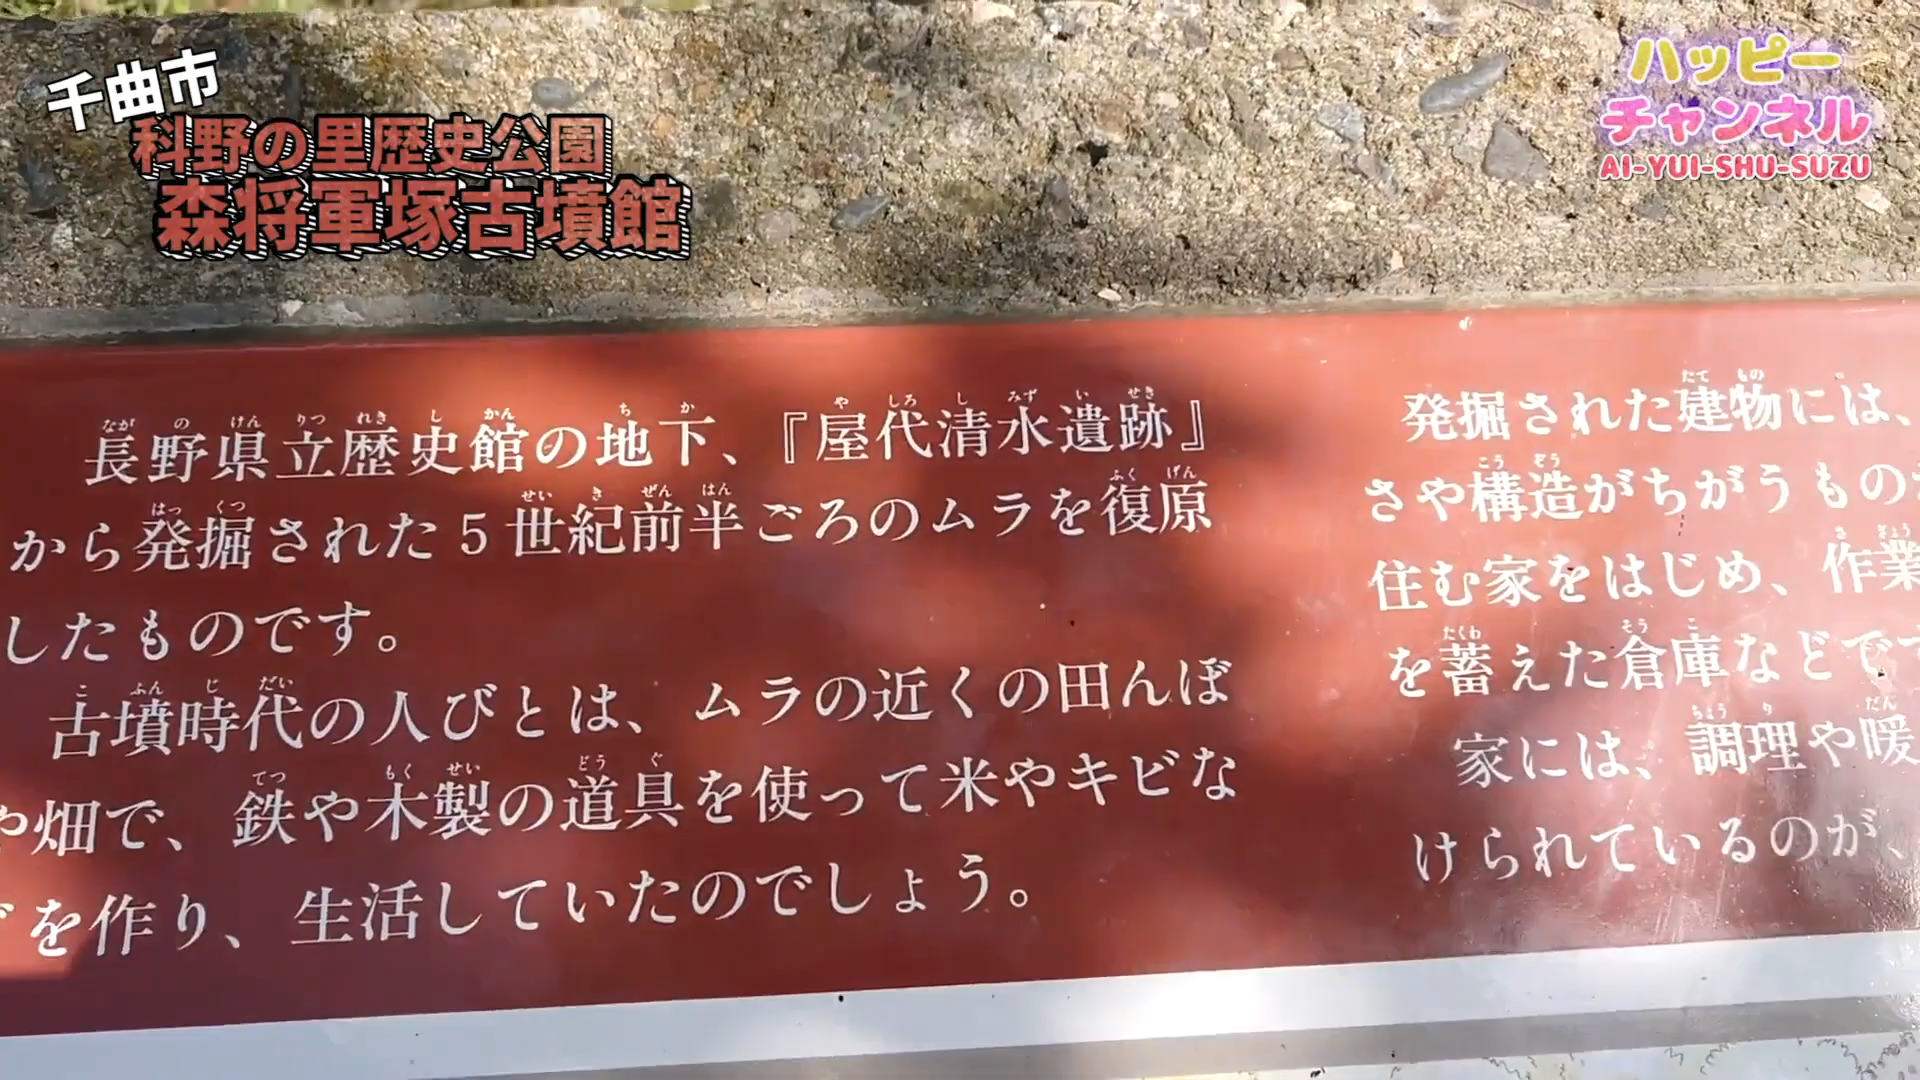 千曲市
科野の里歴史公園
森将軍塚古墳館
ハッピー
チャンネル
AI-YUI-SHU-SUZU
長野県立歴史館の地下、『屋代清水遺跡』
から発掘された5世紀前半ごろのムラを復原
したものです。
古墳時代の人びとは、ムラの近くの田んぼ
や畑で、鉄や木製の道具を使って米やキビな
を作り、生活していたのでしょう。
発掘された建物には、
さや構造がちがうもの
住む家をはじめ、作業
を蓄えた倉庫などで
家には、調理や暖
けられているのが、